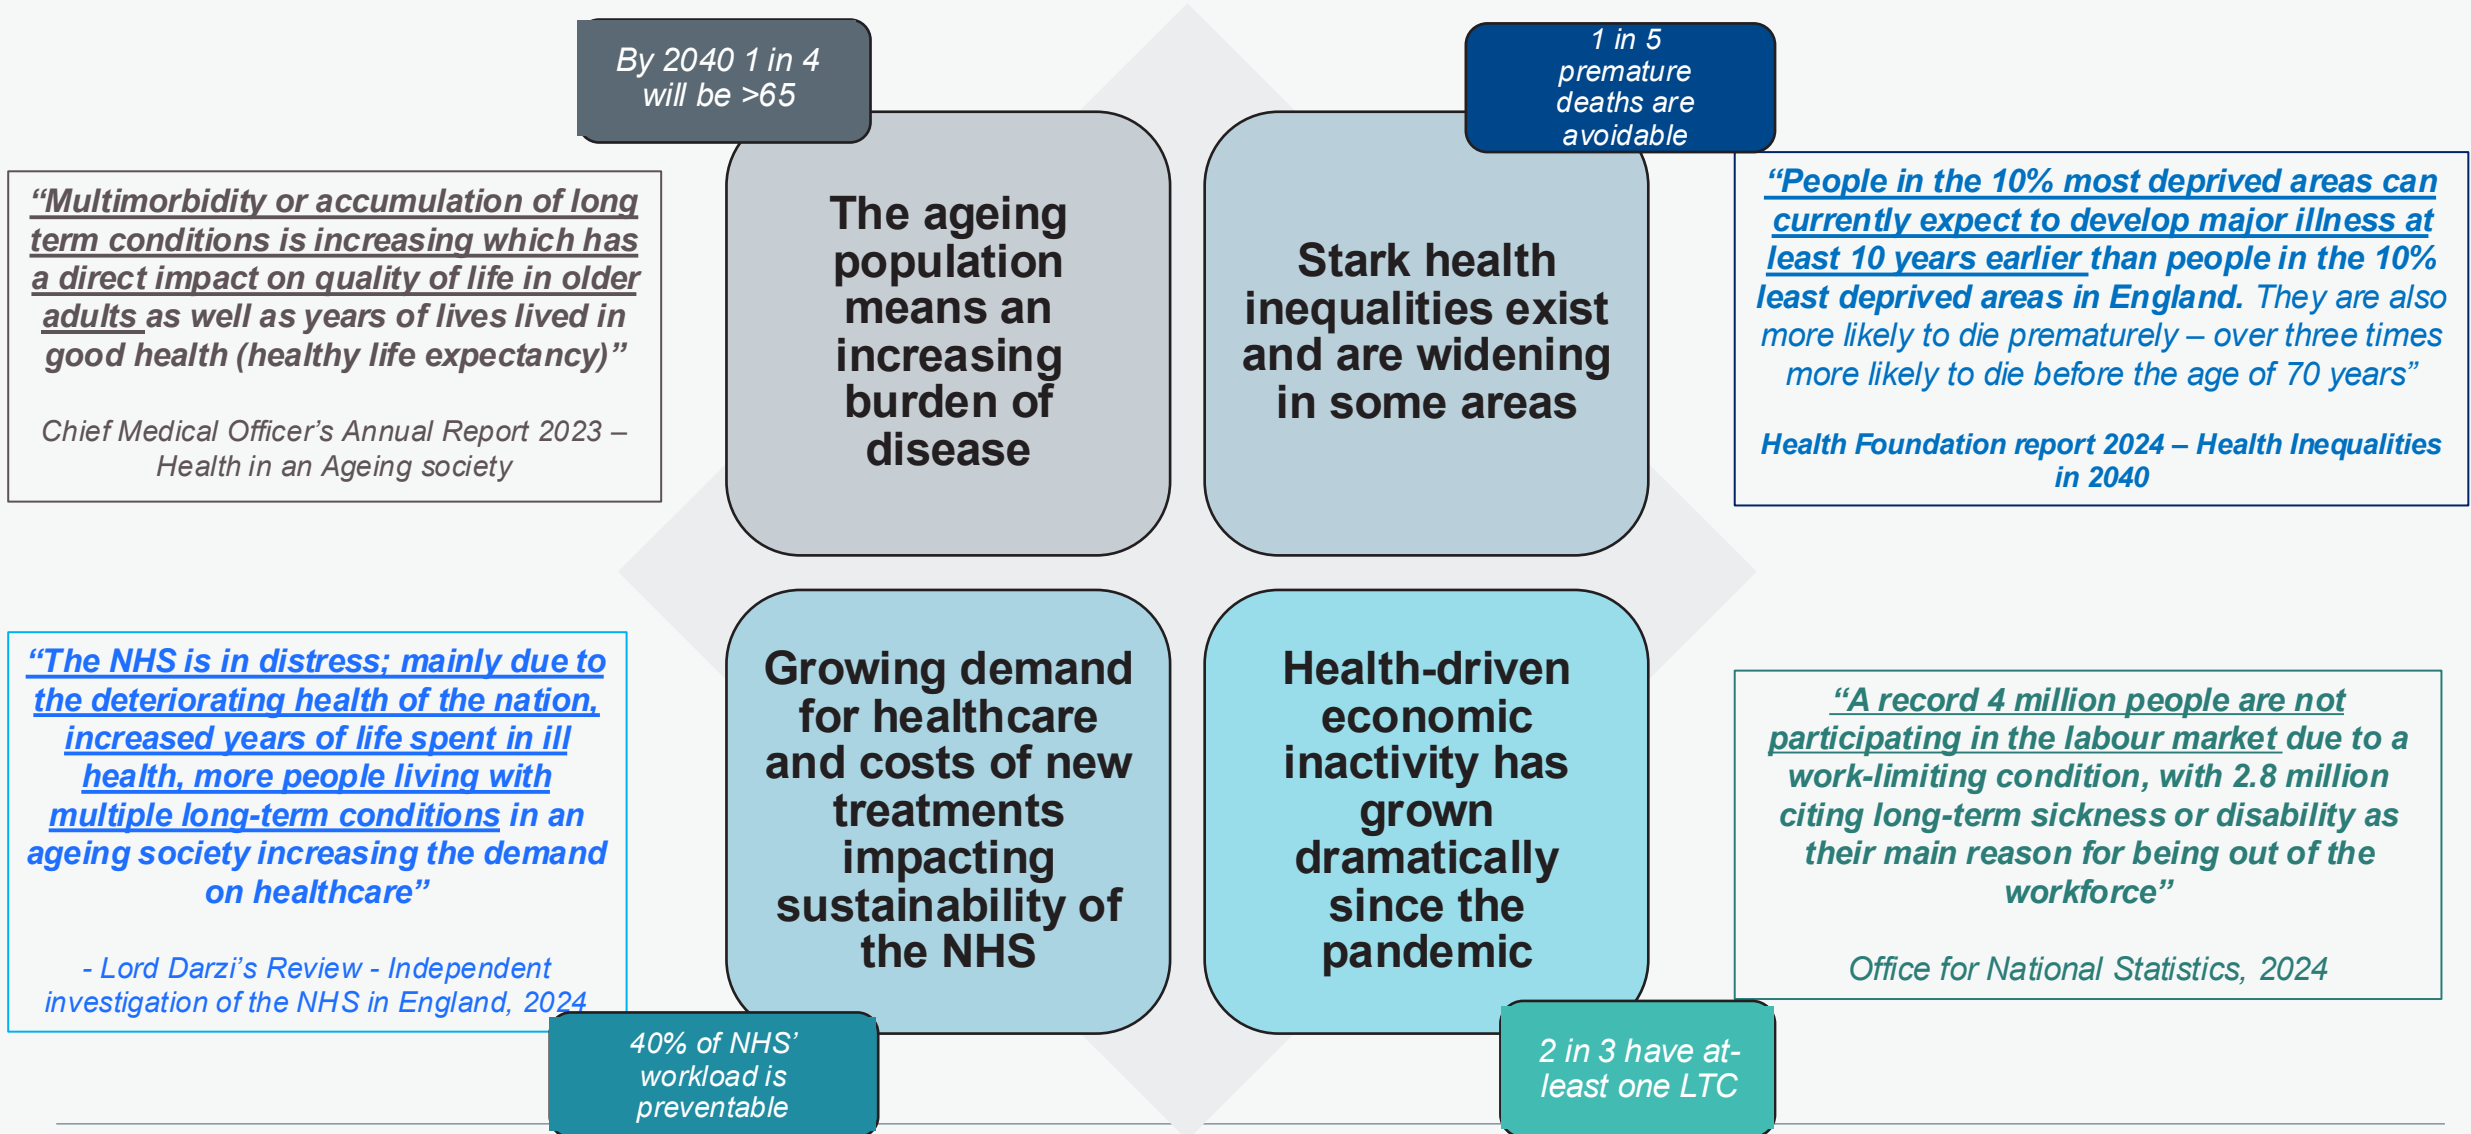 By 2040 1 in 4
will be >65
1 in 5
premature
deaths are
avoidable
“Multimorbidity or accumulation of long
term conditions is increasing which has
a direct impact on quality of life in older
adults as well as years of lives lived in
good health (healthy life expectancy)”
Chief Medical Officer’s Annual Report 2023 –
Health in an Ageing society
The ageing
population
means an
increasing
burden of
disease
Stark health
inequalities exist
and are widening
in some areas
“People in the 10% most deprived areas can
currently expect to develop major illness at
least 10 years earlier than people in the 10%
least deprived areas in England. They are also
more likely to die prematurely – over three times
more likely to die before the age of 70 years”
Health Foundation report 2024 – Health Inequalities
in 2040
“The NHS is in distress; mainly due to
the deteriorating health of the nation,
increased years of life spent in ill
health, more people living with
multiple long-term conditions in an
ageing society increasing the demand
on healthcare”
- Lord Darzi’s Review - Independent
investigation of the NHS in England, 2024
Growing demand
for healthcare
and costs of new
treatments
impacting
sustainability of
the NHS
Health-driven
economic
inactivity has
grown
dramatically
since the
pandemic
“A record 4 million people are not
participating in the labour market due to a
work-limiting condition, with 2.8 million
citing long-term sickness or disability as
their main reason for being out of the
workforce”
Office for National Statistics, 2024
40% of NHS’
workload is
preventable
2 in 3 have at-
least one LTC